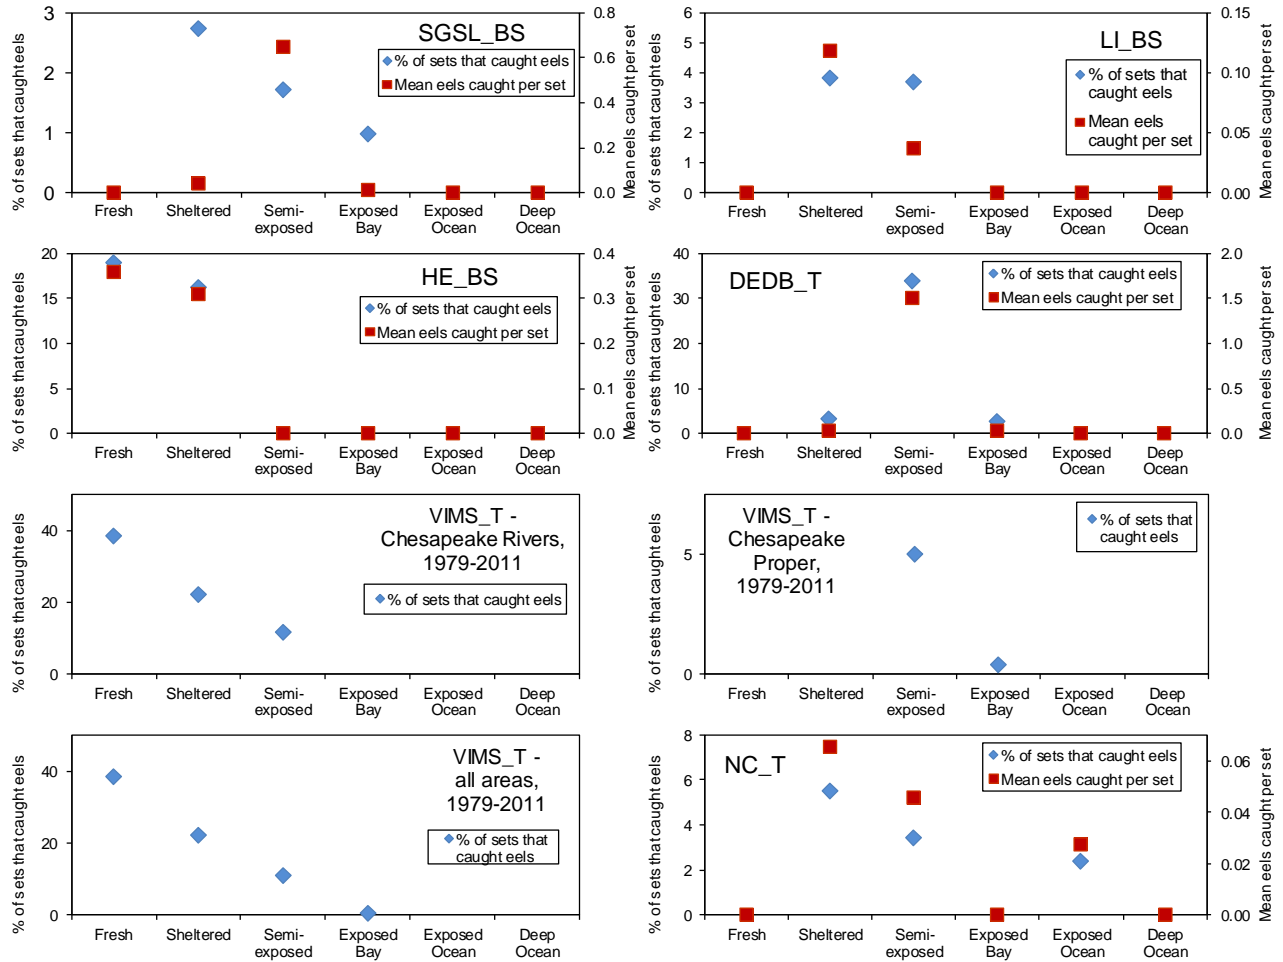 SGSL_BS
% of sets that caught eels
Mean eels caught per set
% of sets that caught eels
3
2
1
0
0.8
0.6
0.4
0.2
0.0
Mean eels caught per set
Fresh Sheltered Semi- Exposed Exposed Deep
exposed Bay Ocean Ocean
LI_BS
% of sets that
caught eels
Mean eels
caught per set
% of sets that caught eels
6
5
4
3
2
1
0
0.15
0.10
0.05
0.00
Mean eels caught per set
Fresh Sheltered Semi- Exposed Exposed Deep
exposed Bay Ocean Ocean
HE_BS
% of sets that caught eels
Mean eels caught per set
% of sets that caught eels
20
15
10
5
0
0.4
0.3
0.2
0.1
0.0
Mean eels caught per set
Fresh Sheltered Semi- Exposed Exposed Deep
exposed Bay Ocean Ocean
DEDB_T
% of sets that caught eels
Mean eels caught per set
% of sets that caught eels
40
30
20
10
0
2.0
1.5
1.0
0.5
0.0
Mean eels caught per set
Fresh Sheltered Semi- Exposed Exposed Deep
exposed Bay Ocean Ocean
VIMS_T -
Chesapeake Rivers,
1979-2011
% of sets that caught eels
% of sets that caught eels
40
20
0
Fresh Sheltered Semi- Exposed Exposed Deep
exposed Bay Ocean Ocean
VIMS_T -
Chesapeake
Proper,
1979-2011
% of sets that
caught eels
% of sets that caught eels
5
0
Fresh Sheltered Semi- Exposed Exposed Deep
exposed Bay Ocean Ocean
VIMS_T -
all areas,
1979-2011
% of sets that
caught eels
% of sets that caught eels
40
20
0
Fresh Sheltered Semi- Exposed Exposed Deep
exposed Bay Ocean Ocean
NC_T
% of sets that caught eels
Mean eels caught per set
% of sets that caught eels
8
6
4
2
0
0.06
0.04
0.02
0.00
Mean eels caught per set
Fresh Sheltered Semi- Exposed Exposed Deep
exposed Bay Ocean Ocean